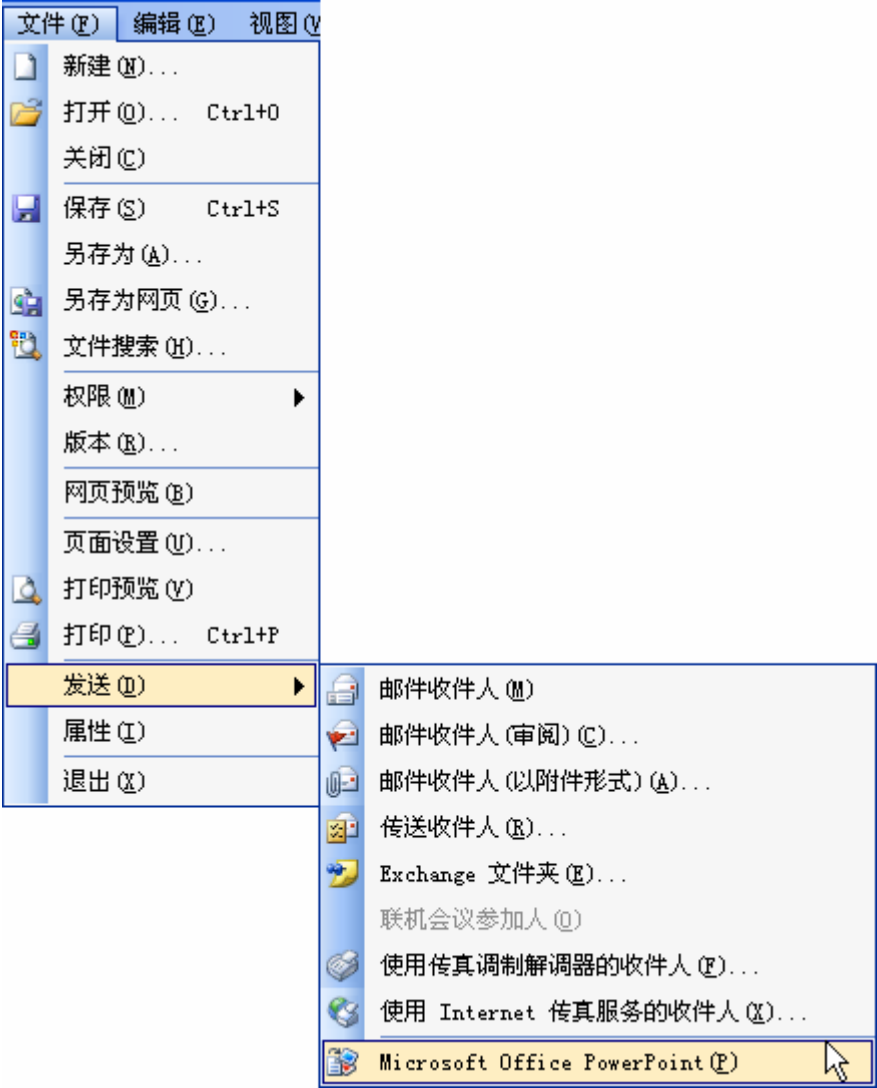 文件(F) 编辑(E) 视图(V
新建(N)...
打开(O)... Ctrl+O
关闭(C)
保存(S) Ctrl+S
另存为(A)...
另存为网页(G)...
文件搜索(H)...
权限(M)
版本(R)...
网页预览(B)
页面设置(U)...
打印预览(V)
打印(P)... Ctrl+P
发送(D)
属性(I)
退出(X)
邮件收件人(M)
邮件收件人(审阅)(C)...
邮件收件人(以附件形式)(A)...
传送收件人(R)...
Exchange 文件夹(E)...
联机会议参加人(O)
使用传真调制解调器的收件人(F)...
使用 Internet 传真服务的收件人(X)...
Microsoft Office PowerPoint(P)